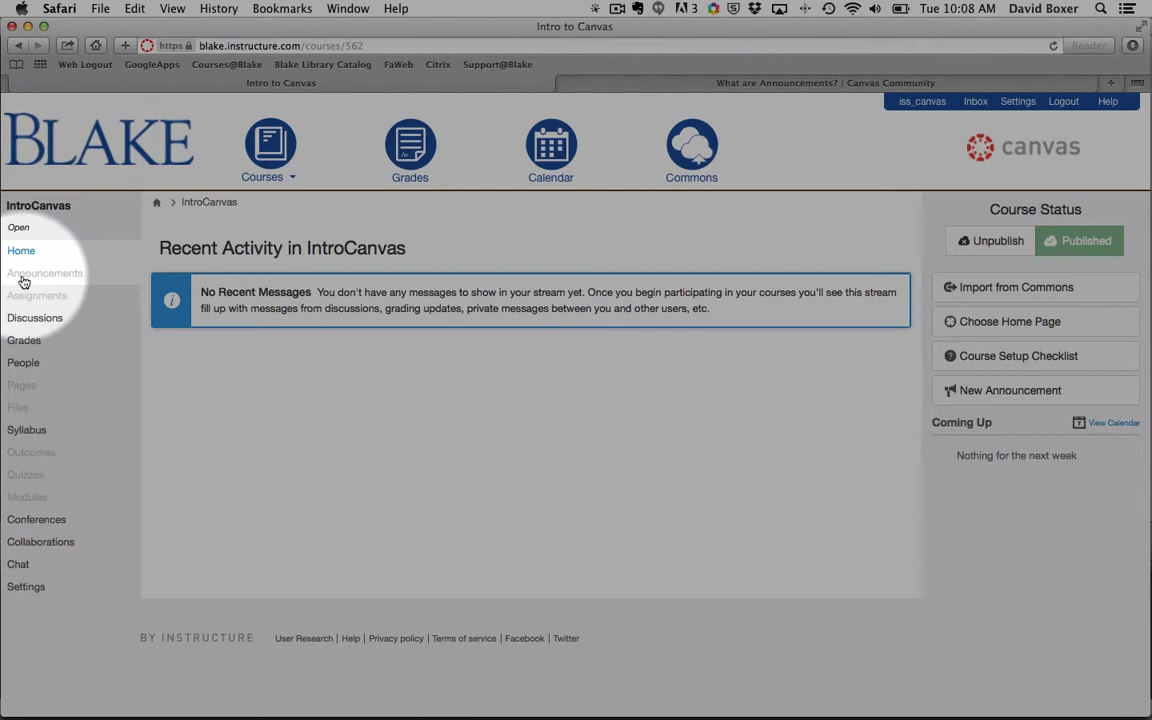 Safari File Edit View History Bookmarks Window Help 3 Tue 10:08 AM David Boxer
Intro to Canvas
https blake.instructure.com/courses/562 Reader
Web Logout GoogleApps Courses@Blake Blake Library Catalog FaWeb Citrix Support@Blake
Intro to Canvas What are Announcements? | Canvas Community
iss_canvas Inbox Settings Logout Help
BLAKE
canvas
Courses Grades Calendar Commons
IntroCanvas
IntroCanvas
Open
Home
Announcements
Assignments
Discussions
Grades
People
Pages
Files
Syllabus
Outcomes
Quizzes
Modules
Conferences
Collaborations
Chat
Settings
Recent Activity in IntroCanvas
No Recent Messages You don't have any messages to show in your stream yet. Once you begin participating in your courses you'll see this stream
fill up with messages from discussions, grading updates, private messages between you and other users, etc.
Course Status
Unpublish Published
Import from Commons
Choose Home Page
Course Setup Checklist
New Announcement
Coming Up View Calendar
Nothing for the next week
BY INSTRUCTURE User Research | Help | Privacy policy | Terms of service | Facebook | Twitter